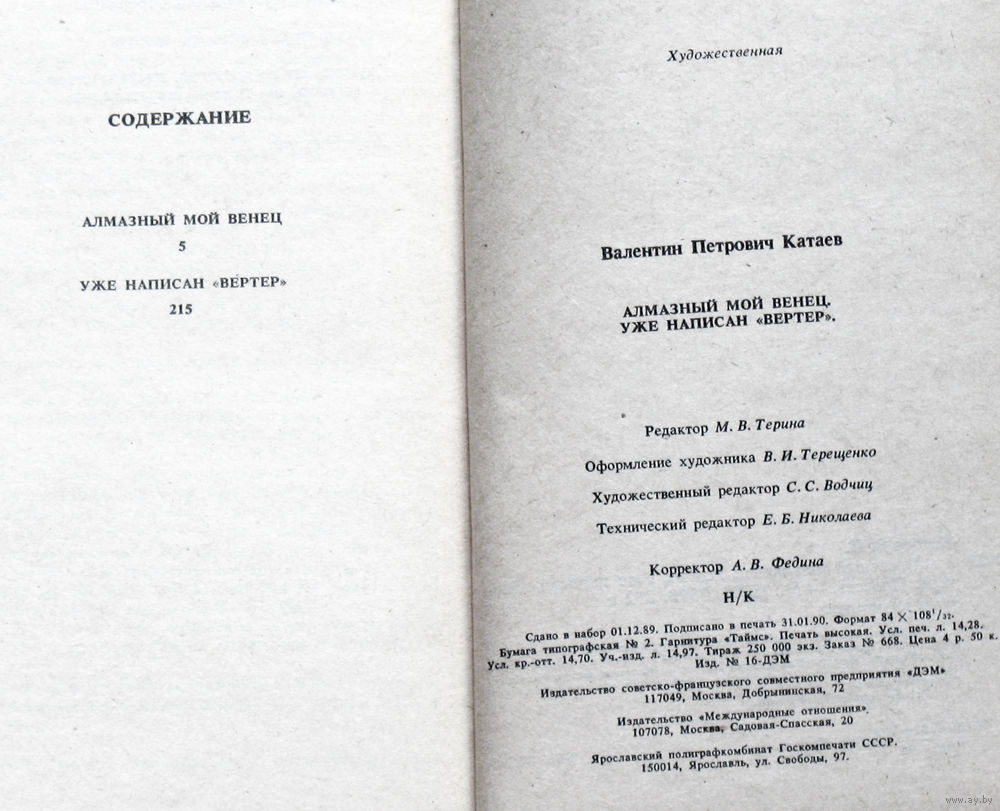 СОДЕРЖАНИЕ
АЛМАЗНЫЙ МОЙ ВЕНЕЦ
5
УЖЕ НАПИСАН «ВЕРТЕР»
215
Художественная
Валентин Петрович Катаев
АЛМАЗНЫЙ МОЙ ВЕНЕЦ.
УЖЕ НАПИСАН «ВЕРТЕР».
Редактор М. В. Терина
Оформление художника В. И. Терещенко
Художественный редактор С. С. Водчиц
Технический редактор Е. Б. Николаева
Корректор А. В. Федина
Н/К
Сдано в набор 01.12.89. Подписано в печать 31.01.90. Формат 84 × 108¹/₃₂.
Бумага типографская № 2. Гарнитура «Таймс». Печать высокая. Усл. печ. л. 14,28.
Усл. кр.-отт. 14,70. Уч.-изд. л. 14,97. Тираж 250 000 экз. Заказ № 668. Цена 4 р. 50 к.
Изд. № 16-ДЭМ
Издательство советско-французского совместного предприятия «ДЭМ»
117049, Москва, Добрынинская, 72
Издательство «Международные отношения».
107078, Москва, Садовая-Спасская, 20
Ярославский полиграфкомбинат Госкомпечати СССР.
150014, Ярославль, ул. Свободы, 97.
www.ay.by